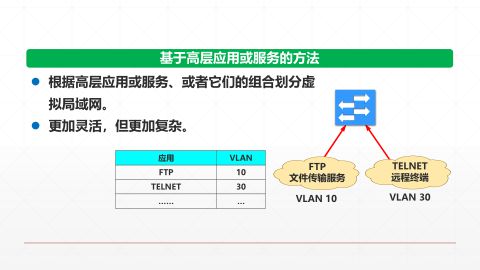 基于高层应用或服务的方法
根据高层应用或服务、或者它们的组合划分虚
拟局域网。
更加灵活，但更加复杂。
应用 VLAN
FTP 10
TELNET 30
…… …
FTP
文件传输服务
VLAN 10
TELNET
远程终端
VLAN 30